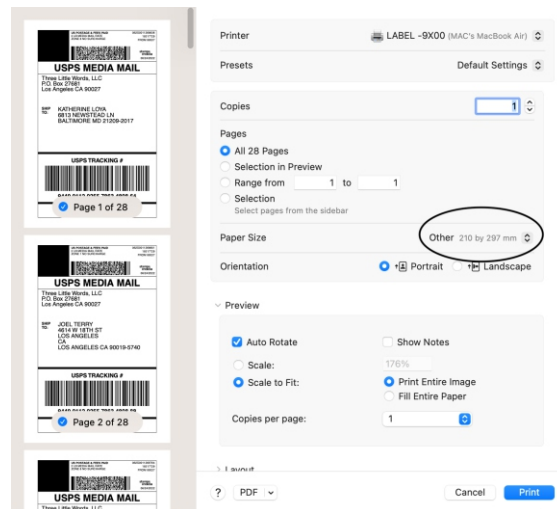 USPS MEDIA MAIL
Three Little Words, LLC
P.O. Box 27681
Los Angeles CA 90027
SHIP
TO:
KATHERINE LOYA
6813 NEWSTEAD LN
BALTIMORE MD 21209-2017
USPS TRACKING #
Page 1 of 28
USPS MEDIA MAIL
Three Little Words, LLC
P.O. Box 27681
Los Angeles CA 90027
JOEL TERRY
4614 W 18TH ST
LOS ANGELES
CA
LOS ANGELES CA 90019-5740
USPS TRACKING #
Page 2 of 28
USPS MEDIA MAIL
Printer
LABEL -9X00 (MAC's MacBook Air)
Presets
Default Settings
Copies
1
Pages
All 28 Pages
Selection in Preview
Range from 1 to 1
Selection
Select pages from the sidebar
Paper Size
Other 210 by 297 mm
Orientation
Portrait
Landscape
Preview
Auto Rotate
Show Notes
Scale:
176%
Scale to Fit:
Print Entire Image
Fill Entire Paper
Copies per page:
1
Layout
?
PDF
Cancel
Print